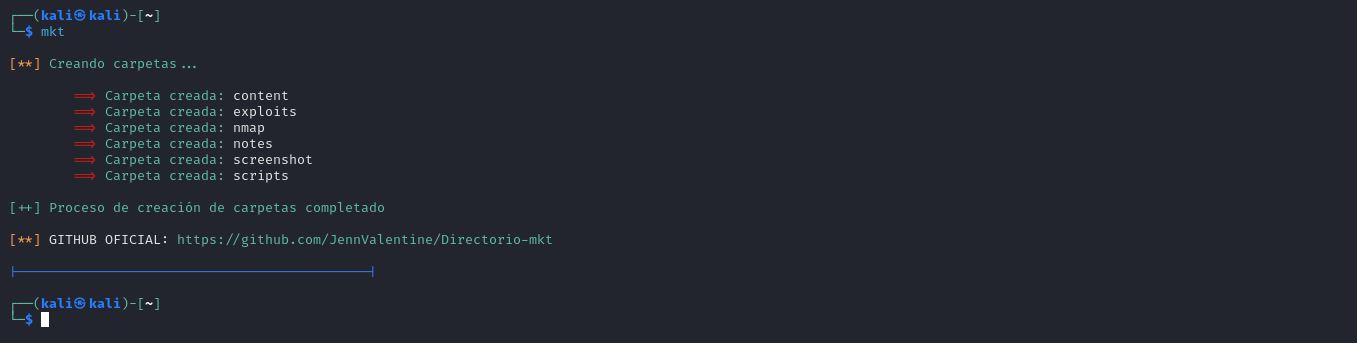 ┌──(kali㉿kali)-[~]
└─$ mkt
[**] Creando carpetas...
==> Carpeta creada: content
==> Carpeta creada: exploits
==> Carpeta creada: nmap
==> Carpeta creada: notes
==> Carpeta creada: screenshot
==> Carpeta creada: scripts
[++] Proceso de creación de carpetas completado
[**] GITHUB OFICIAL: https://github.com/JennValentine/Directorio-mkt
|--------------------------------------------|
┌──(kali㉿kali)-[~]
└─$